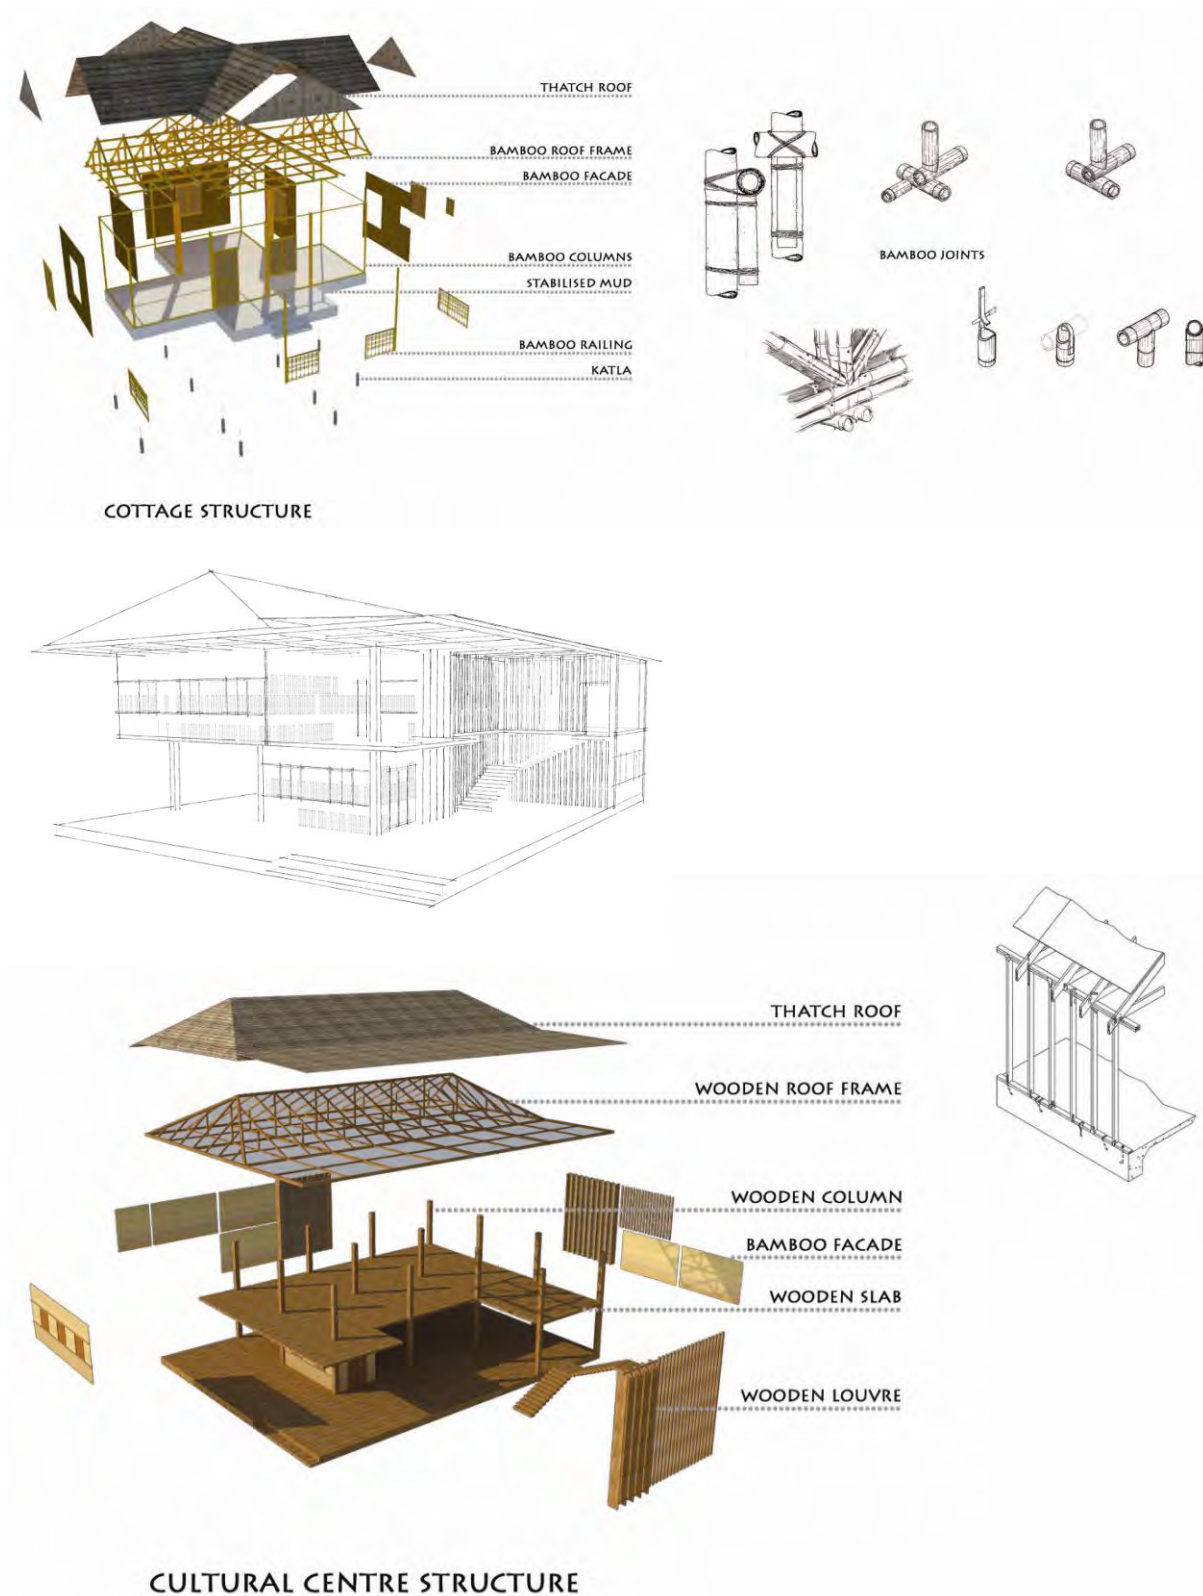 THATCH ROOF
BAMBOO ROOF FRAME
BAMBOO FACADE
BAMBOO COLUMNS
STABILISED MUD
BAMBOO RAILING
KATLA
BAMBOO JOINTS
COTTAGE STRUCTURE
THATCH ROOF
WOODEN ROOF FRAME
WOODEN COLUMN
BAMBOO FACADE
WOODEN SLAB
WOODEN LOUVRE
CULTURAL CENTRE STRUCTURE